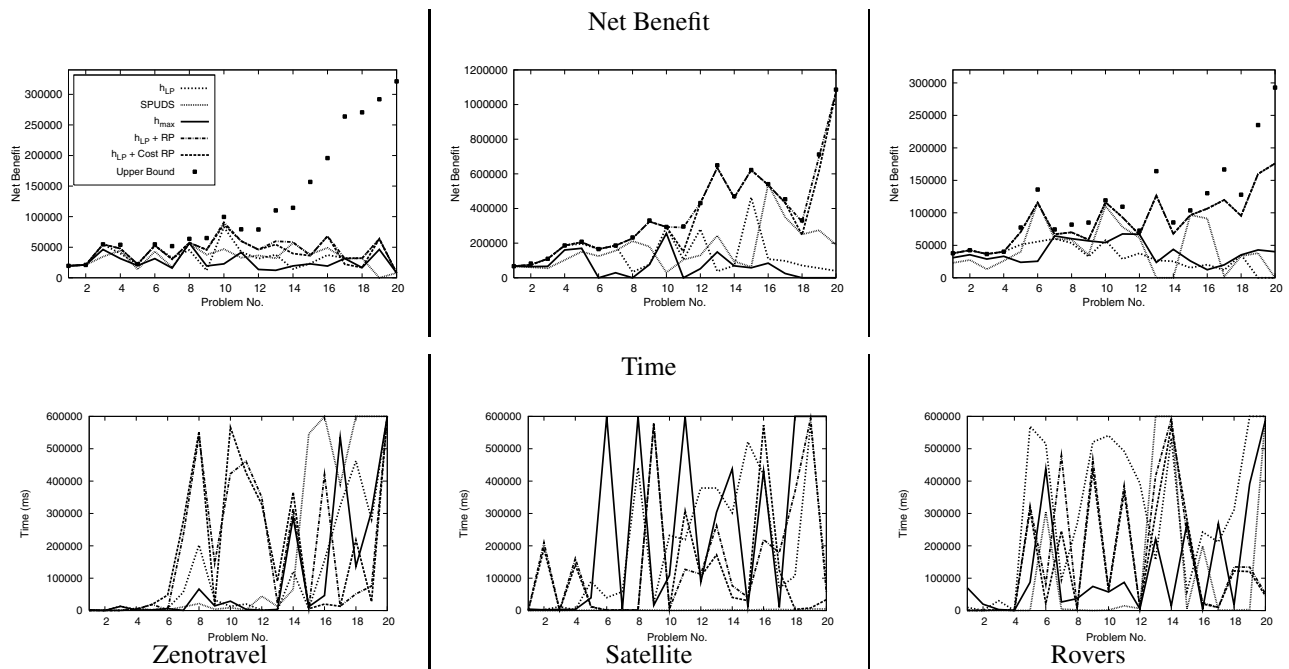 Net Benefit
Net Benefit
300000
250000
200000
150000
100000
50000
0
h_LP
SPUDS
h_max
h_LP + RP
h_LP + Cost RP
Upper Bound
2 4 6 8 10 12 14 16 18 20
Problem No.
Net Benefit
1200000
1000000
800000
600000
400000
200000
0
2 4 6 8 10 12 14 16 18 20
Problem No.
Net Benefit
300000
250000
200000
150000
100000
50000
0
2 4 6 8 10 12 14 16 18 20
Problem No.
Time
Time (ms)
600000
500000
400000
300000
200000
100000
0
2 4 6 8 10 12 14 16 18 20
Problem No.
Zenotravel
Time (ms)
600000
500000
400000
300000
200000
100000
0
2 4 6 8 10 12 14 16 18 20
Problem No.
Satellite
Time (ms)
600000
500000
400000
300000
200000
100000
0
2 4 6 8 10 12 14 16 18 20
Problem No.
Rovers